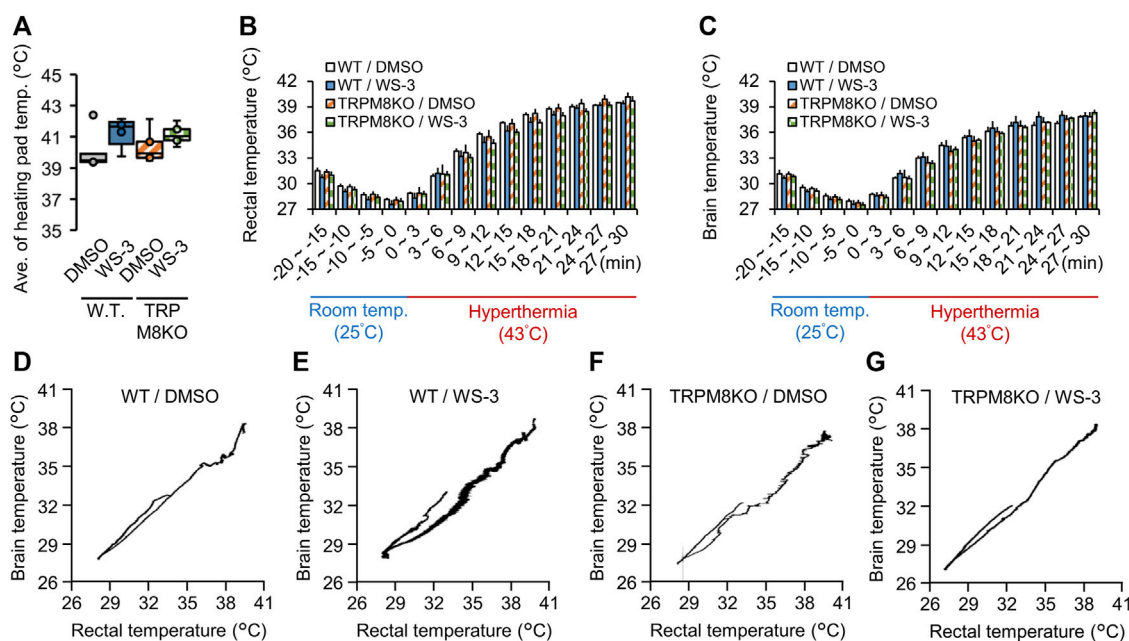 A
Ave. of heating pad temp. (°C)
45
43
41
39
37
35
DMSO
WS-3
DMSO
WS-3
W.T.
TRP
M8KO
B
Rectal temperature (°C)
42
39
36
33
30
27
WT / DMSO
WT / WS-3
TRPM8KO / DMSO
TRPM8KO / WS-3
-20 ~ -15
-15 ~ -10
-10 ~ -5
-5 ~ 0
0 ~ 3
3 ~ 6
6 ~ 9
9 ~ 12
12 ~ 15
15 ~ 18
18 ~ 21
21 ~ 24
24 ~ 27
27 ~ 30
(min)
Room temp.
(25°C)
Hyperthermia
(43°C)
C
Brain temperature (°C)
42
39
36
33
30
27
WT / DMSO
WT / WS-3
TRPM8KO / DMSO
TRPM8KO / WS-3
-20 ~ -15
-15 ~ -10
-10 ~ -5
-5 ~ 0
0 ~ 3
3 ~ 6
6 ~ 9
9 ~ 12
12 ~ 15
15 ~ 18
18 ~ 21
21 ~ 24
24 ~ 27
27 ~ 30
(min)
Room temp.
(25°C)
Hyperthermia
(43°C)
D
WT / DMSO
Brain temperature (°C)
41
38
35
32
29
26
26 29 32 35 38 41
Rectal temperature (°C)
E
WT / WS-3
Brain temperature (°C)
41
38
35
32
29
26
26 29 32 35 38 41
Rectal temperature (°C)
F
TRPM8KO / DMSO
Brain temperature (°C)
41
38
35
32
29
26
26 29 32 35 38 41
Rectal temperature (°C)
G
TRPM8KO / WS-3
Brain temperature (°C)
41
38
35
32
29
26
26 29 32 35 38 41
Rectal temperature (°C)